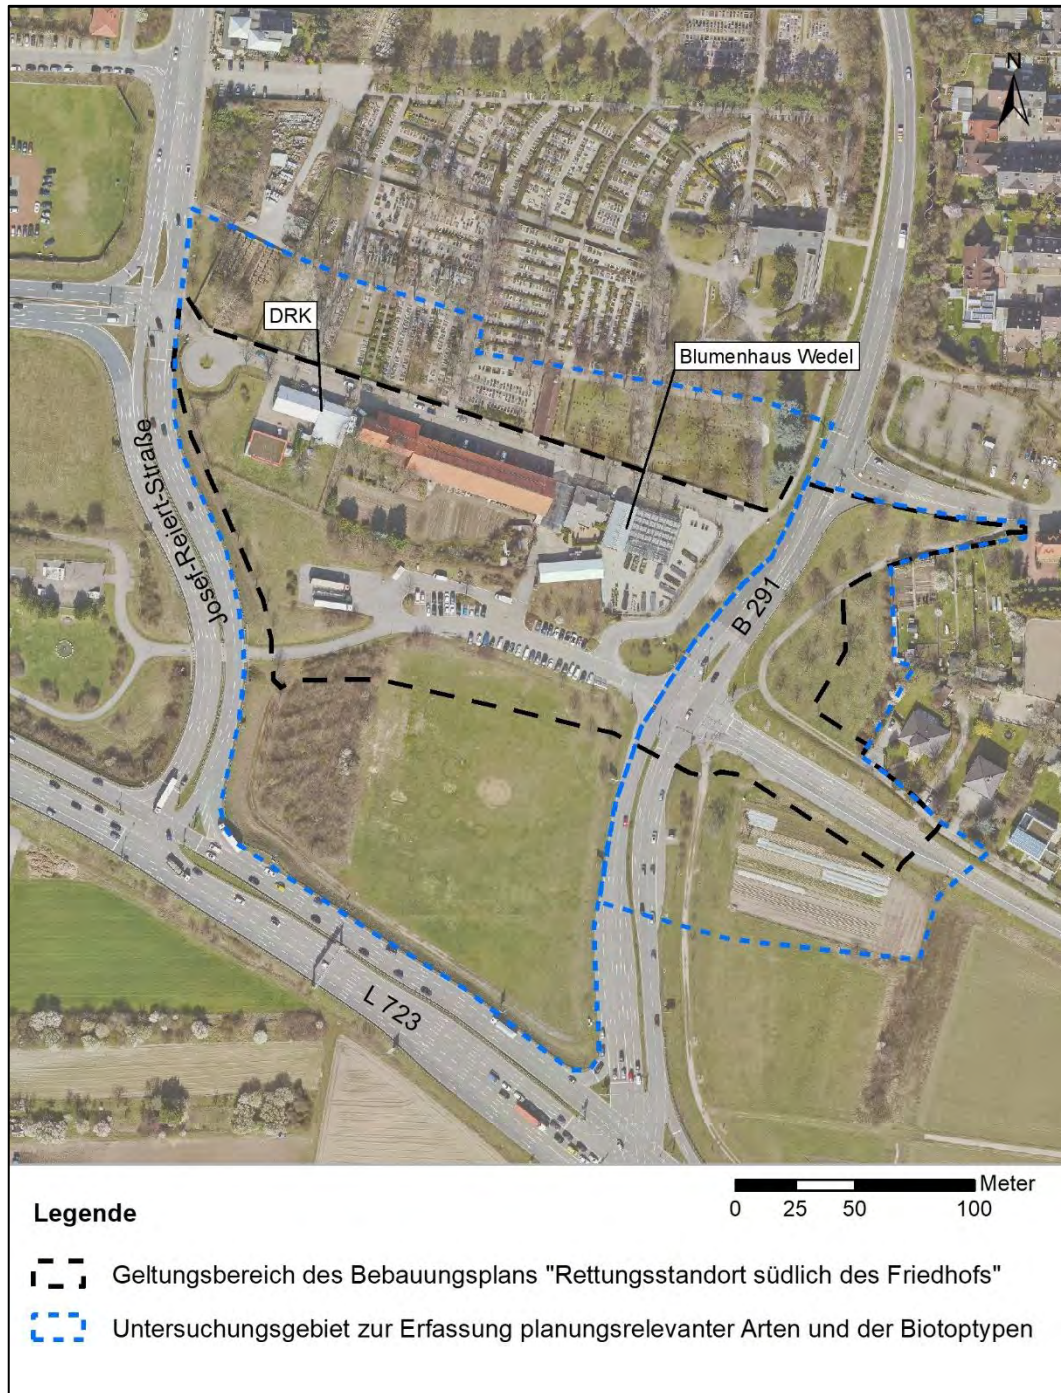 N
DRK
Blumenhaus Wedel
Josef-Reiert-Straße
B 291
L 723
Meter
0 25 50 100
Legende
Geltungsbereich des Bebauungsplans "Rettungsstandort südlich des Friedhofs"
Untersuchungsgebiet zur Erfassung planungsrelevanter Arten und der Biotoptypen